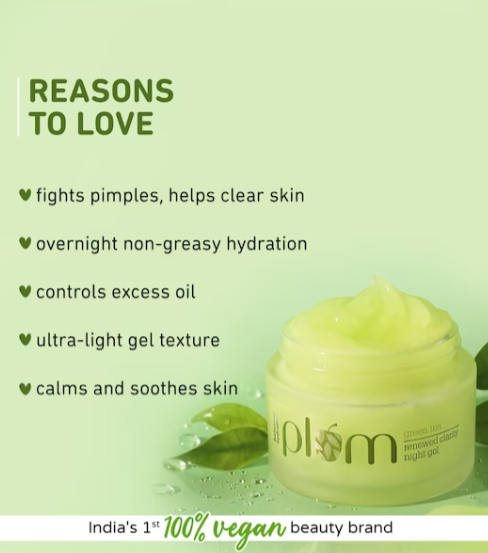 REASONS
TO LOVE
fights pimples, helps clear skin
overnight non-greasy hydration
controls excess oil
ultra-light gel texture
calms and soothes skin
plum
green tea
renewed clarity
night gel
India's 1st 100% vegan beauty brand